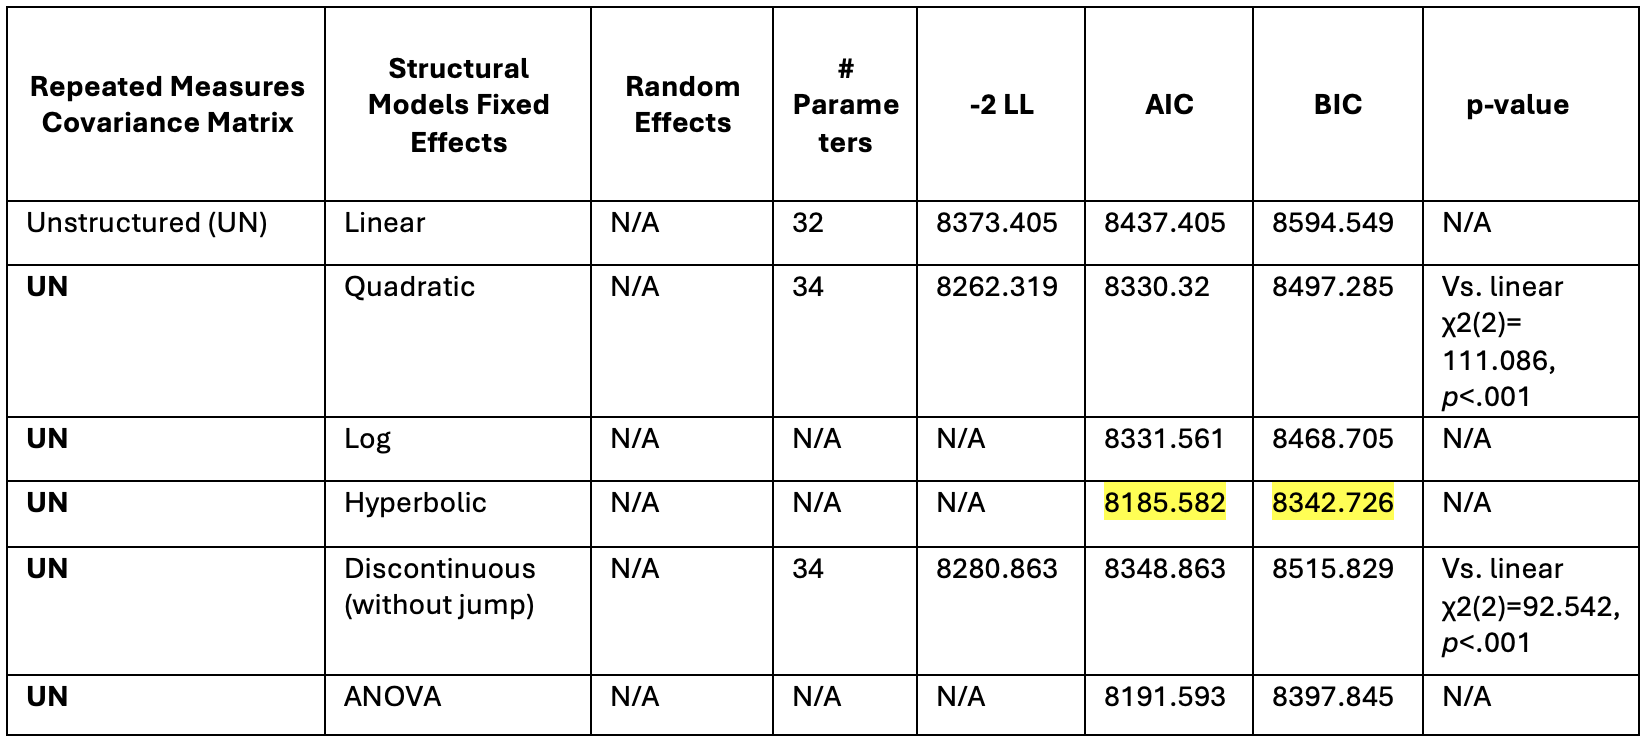 Repeated Measures
Covariance Matrix
Structural
Models Fixed
Effects
Random
Effects
#
Parame
ters
-2 LL
AIC
BIC
p-value
Unstructured (UN)
Linear
N/A
32
8373.405
8437.405
8594.549
N/A
UN
Quadratic
N/A
34
8262.319
8330.32
8497.285
Vs. linear
χ2(2)=
111.086,
p<.001
UN
Log
N/A
N/A
N/A
8331.561
8468.705
N/A
UN
Hyperbolic
N/A
N/A
N/A
8185.582
8342.726
N/A
UN
Discontinuous
(without jump)
N/A
34
8280.863
8348.863
8515.829
Vs. linear
χ2(2)=92.542,
p<.001
UN
ANOVA
N/A
N/A
N/A
8191.593
8397.845
N/A